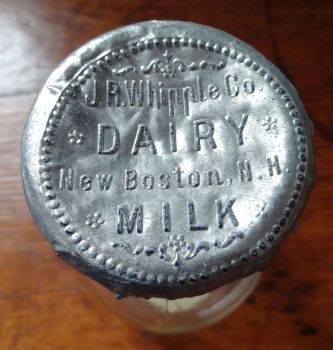 J.R. Whipple Co.
DAIRY
New Boston, N.H.
MILK